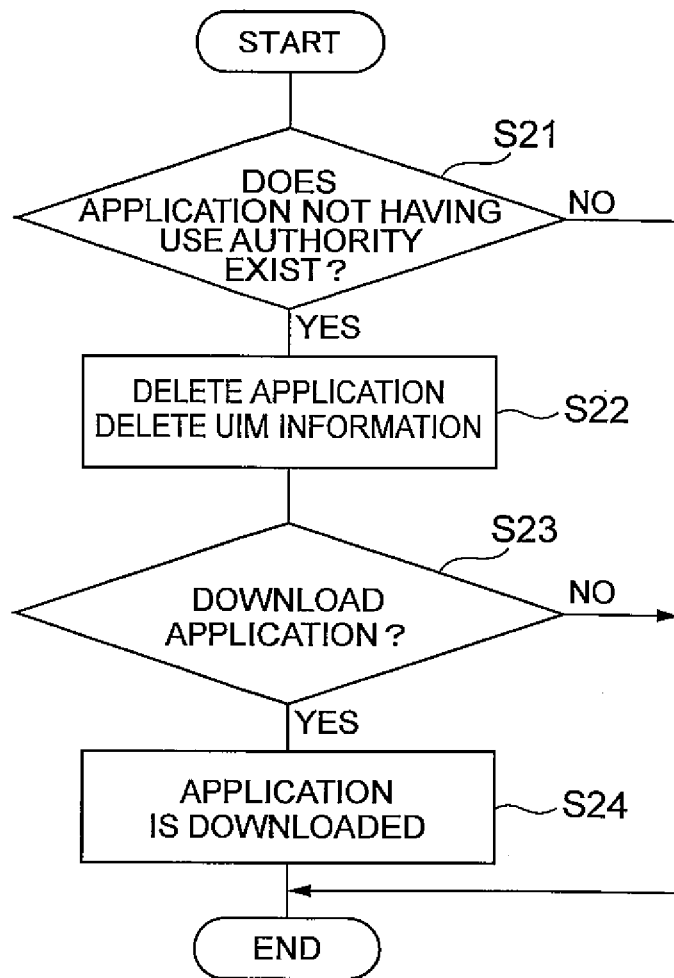 START
S21
DOES
APPLICATION NOT HAVING
USE AUTHORITY
EXIST?
NO
YES
DELETE APPLICATION
DELETE UIM INFORMATION
S22
S23
DOWNLOAD
APPLICATION?
NO
YES
APPLICATION
IS DOWNLOADED
S24
END